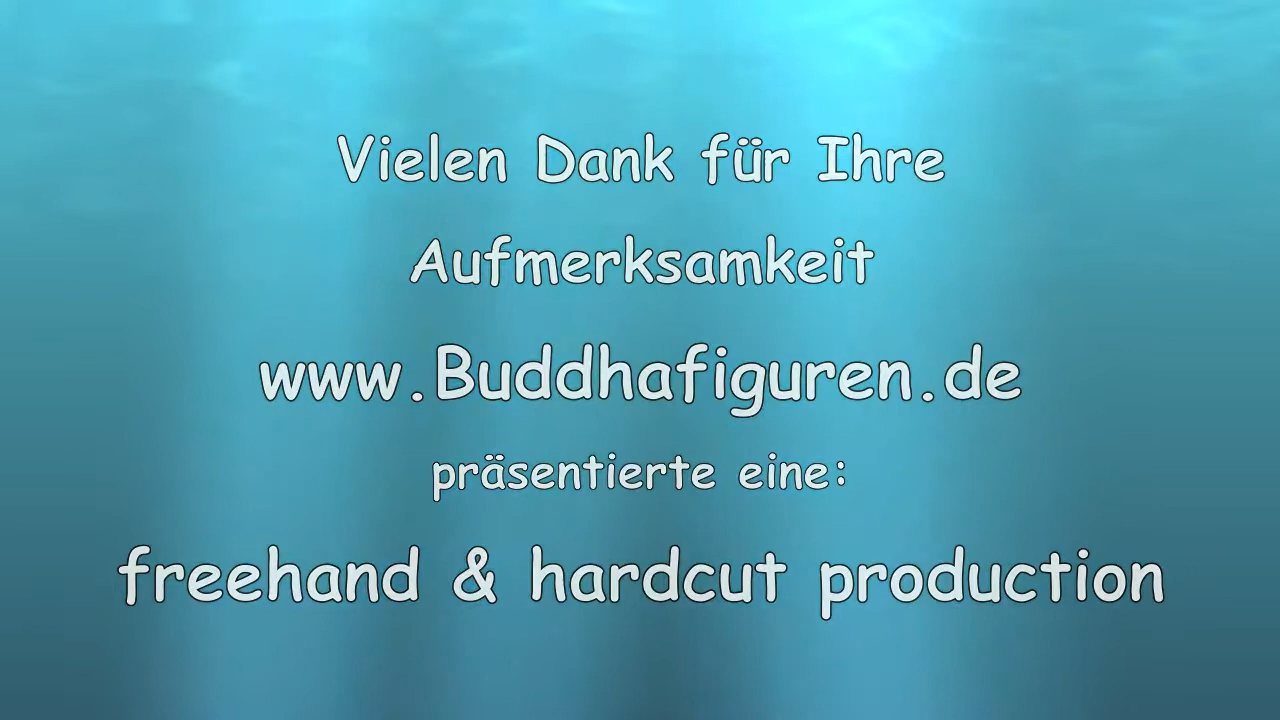 Vielen Dank für Ihre
Aufmerksamkeit
www.Buddhafiguren.de
präsentierte eine:
freehand & hardcut production